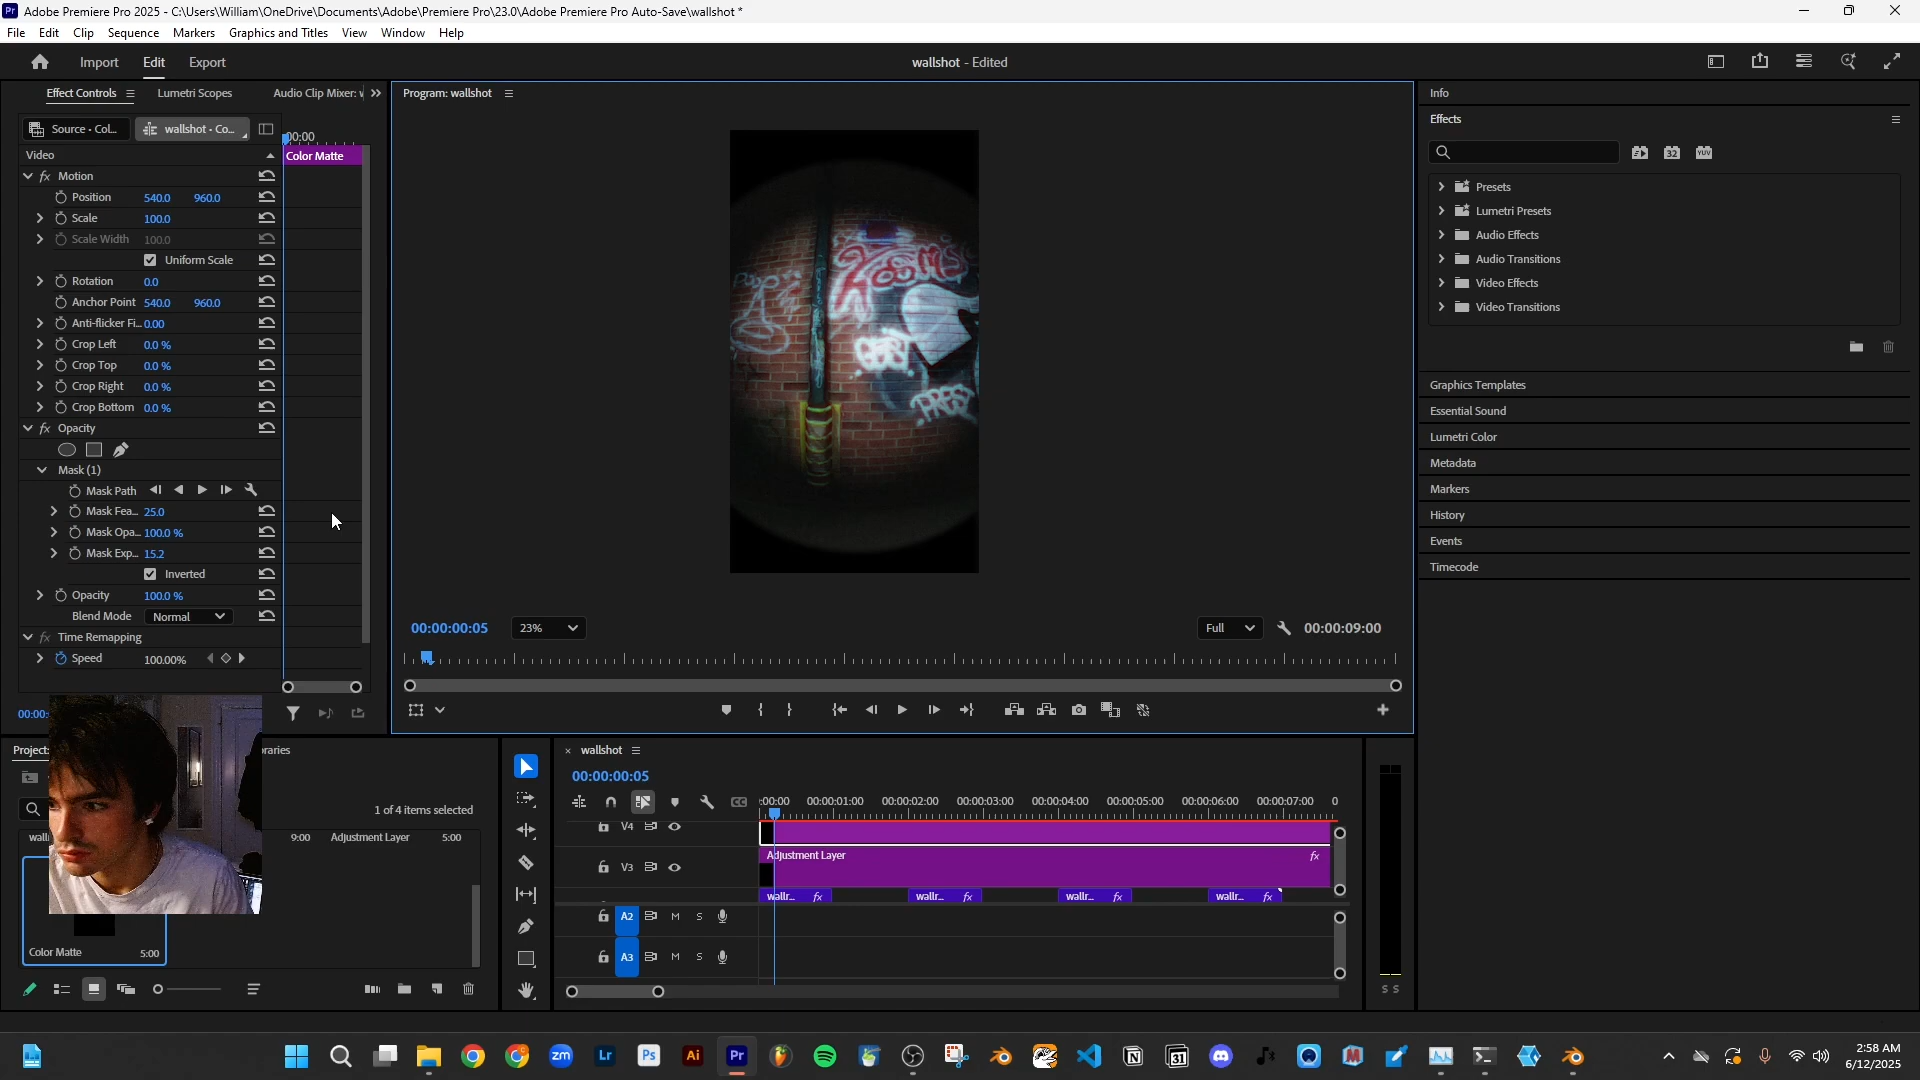 Adobe Premiere Pro 2025 - C:\Users\William\OneDrive\Documents\Adobe\Premiere Pro\23.0\Adobe Premiere Pro Auto-Save\wallshot *
File Edit Clip Sequence Markers Graphics and Titles View Window Help
Import Edit Export
wallshot - Edited
Effect Controls Lumetri Scopes Audio Clip Mixer: w
Source • Col... wallshot • Co...
00:00
Video
Color Matte
Motion
Position 540.0 960.0
Scale 100.0
Scale Width 100.0
Uniform Scale
Rotation 0.0
Anchor Point 540.0 960.0
Anti-flicker Fi... 0.00
Crop Left 0.0 %
Crop Top 0.0 %
Crop Right 0.0 %
Crop Bottom 0.0 %
Opacity
Mask (1)
Mask Path
Mask Fea... 25.0
Mask Opa... 100.0 %
Mask Exp... 15.2
Inverted
Opacity 100.0 %
Blend Mode Normal
Time Remapping
Speed 100.00%
00:00:
Program: wallshot
00:00:00:05
23%
Full
00:00:09:00
Info
Effects
Presets
Lumetri Presets
Audio Effects
Audio Transitions
Video Effects
Video Transitions
Graphics Templates
Essential Sound
Lumetri Color
Metadata
Markers
History
Events
Timecode
Project: raries
1 of 4 items selected
wall 9:00 Adjustment Layer 5:00
Color Matte 5:00
× wallshot
00:00:00:05
:00:00 00:00:01:00 00:00:02:00 00:00:03:00 00:00:04:00 00:00:05:00 00:00:06:00 00:00:07:00 0
V4
V3
Adjustment Layer fx
wallr... fx wallr... fx wallr... fx wallr... fx
A2 M S
A3 M S
S S
2:58 AM
6/12/2025